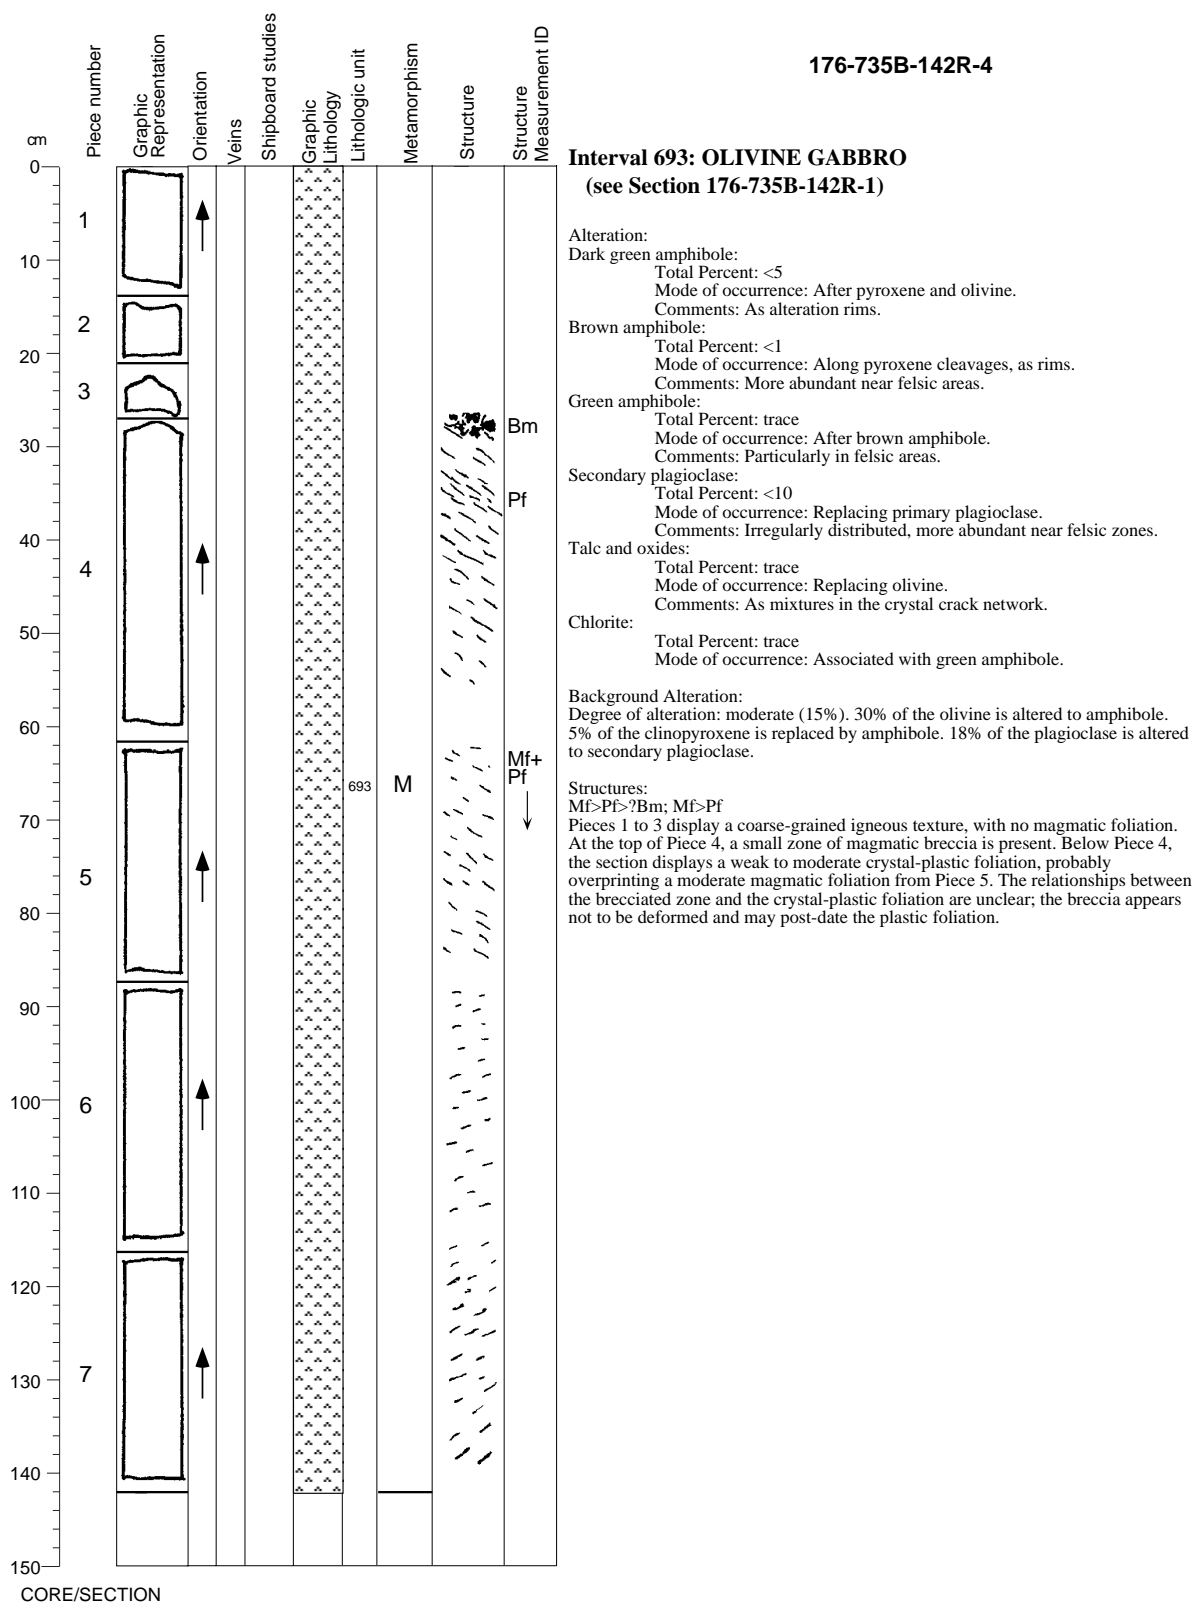 176-735B-142R-4
cm
Piece number
Graphic
Representation
Orientation
Veins
Shipboard studies
Graphic
Lithology
Lithologic unit
Metamorphism
Structure
Structure
Measurement ID
0
10
20
30
40
50
60
70
80
90
100
110
120
130
140
150
1
2
3
4
5
6
7
693
M
Bm
Pf
Mf+
Pf
CORE/SECTION
Interval 693: OLIVINE GABBRO
(see Section 176-735B-142R-1)
Alteration:
Dark green amphibole:
Total Percent: <5
Mode of occurrence: After pyroxene and olivine.
Comments: As alteration rims.
Brown amphibole:
Total Percent: <1
Mode of occurrence: Along pyroxene cleavages, as rims.
Comments: More abundant near felsic areas.
Green amphibole:
Total Percent: trace
Mode of occurrence: After brown amphibole.
Comments: Particularly in felsic areas.
Secondary plagioclase:
Total Percent: <10
Mode of occurrence: Replacing primary plagioclase.
Comments: Irregularly distributed, more abundant near felsic zones.
Talc and oxides:
Total Percent: trace
Mode of occurrence: Replacing olivine.
Comments: As mixtures in the crystal crack network.
Chlorite:
Total Percent: trace
Mode of occurrence: Associated with green amphibole.
Background Alteration:
Degree of alteration: moderate (15%). 30% of the olivine is altered to amphibole.
5% of the clinopyroxene is replaced by amphibole. 18% of the plagioclase is altered
to secondary plagioclase.
Structures:
Mf>Pf>?Bm; Mf>Pf
Pieces 1 to 3 display a coarse-grained igneous texture, with no magmatic foliation.
At the top of Piece 4, a small zone of magmatic breccia is present. Below Piece 4,
the section displays a weak to moderate crystal-plastic foliation, probably
overprinting a moderate magmatic foliation from Piece 5. The relationships between
the brecciated zone and the crystal-plastic foliation are unclear; the breccia appears
not to be deformed and may post-date the plastic foliation.